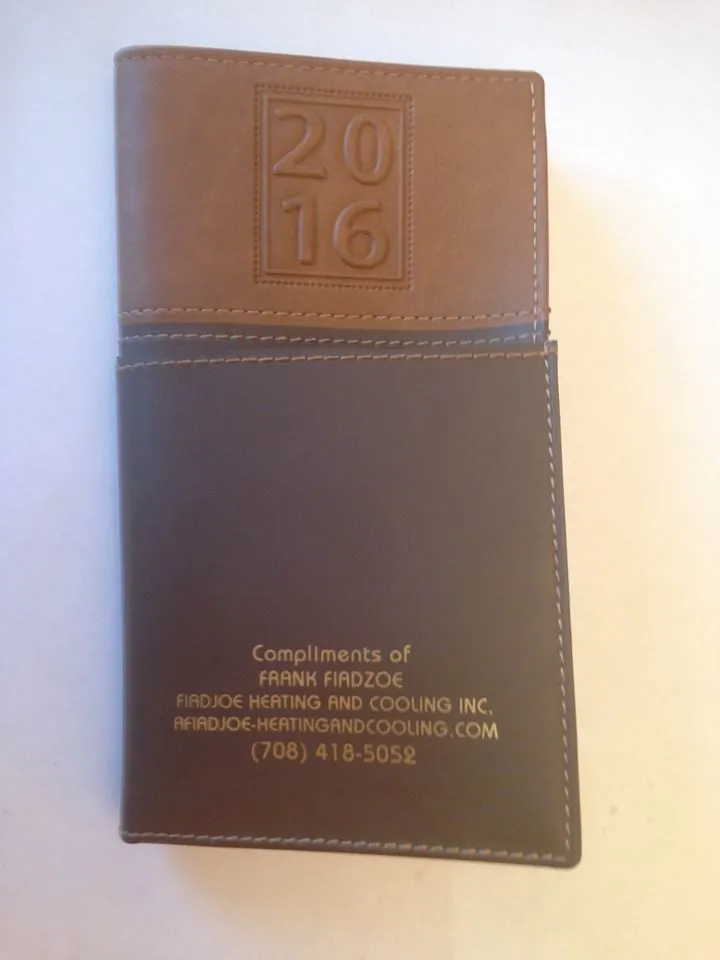 20
16
Compliments of
FRANK FIADZOE
FIADJOE HEATING AND COOLING INC.
AFIADJOE-HEATINGANDCOOLING.COM
(708) 418-5052